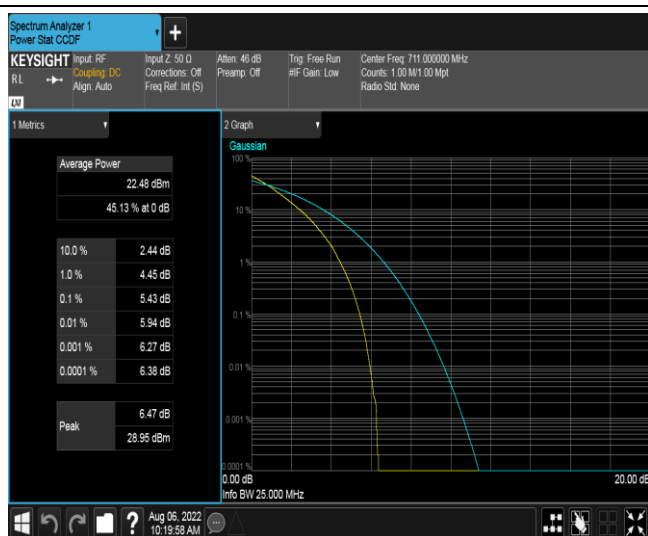 Spectrum Analyzer 1
Power Stat CCDF
KEYSIGHT
RL
LXI
Input: RF
Coupling: DC
Align: Auto
Input Z: 50 Ω
Corrections: Off
Freq Ref: Int (S)
Atten: 46 dB
Preamp: Off
Trig: Free Run
#IF Gain: Low
Center Freq: 711.000000 MHz
Counts: 1.00 M/1.00 Mpt
Radio Std: None
1 Metrics
Average Power
22.48 dBm
45.13 % at 0 dB
10.0 % 2.44 dB
1.0 % 4.45 dB
0.1 % 5.43 dB
0.01 % 5.94 dB
0.001 % 6.27 dB
0.0001 % 6.38 dB
Peak
6.47 dB
28.95 dBm
2 Graph
Gaussian
100 %
10 %
1 %
0.1 %
0.01 %
0.001 %
0.0001 %
0.00 dB 20.00 dB
Info BW 25.000 MHz
?
Aug 06, 2022
10:19:58 AM